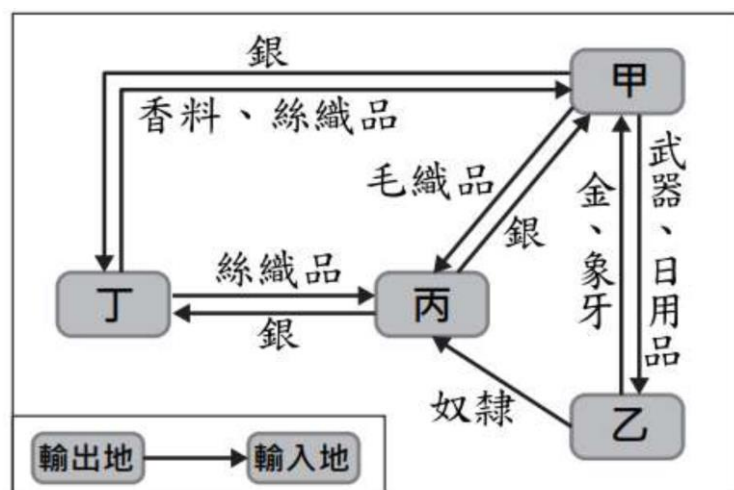 銀
甲
香料、絲織品
毛織品
銀
金、象牙
武器、日用品
丁
絲織品
丙
銀
奴隸
乙
輸出地
輸入地